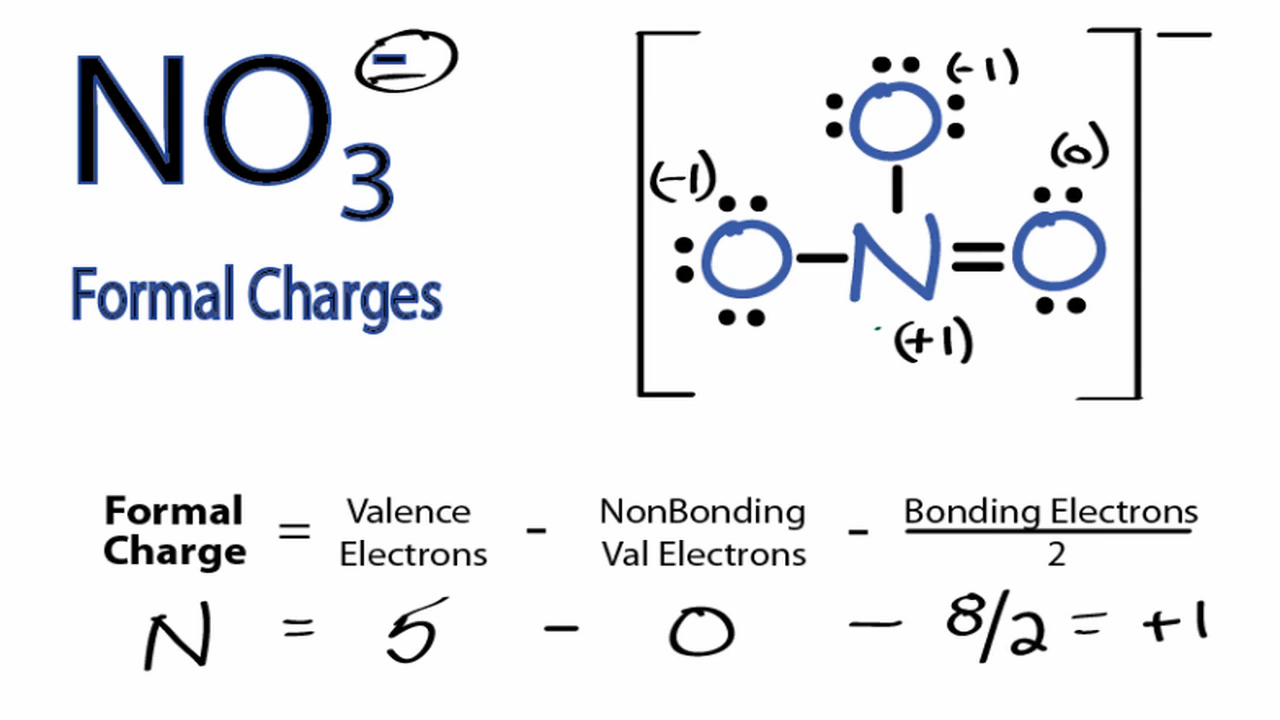 NO3-
Formal Charges
(-1)
O
(-1)
(0)
O - N = O
(+1)
Formal Charge = Valence Electrons - NonBonding Val Electrons - Bonding Electrons / 2
N = 5 - 0 - 8/2 = +1